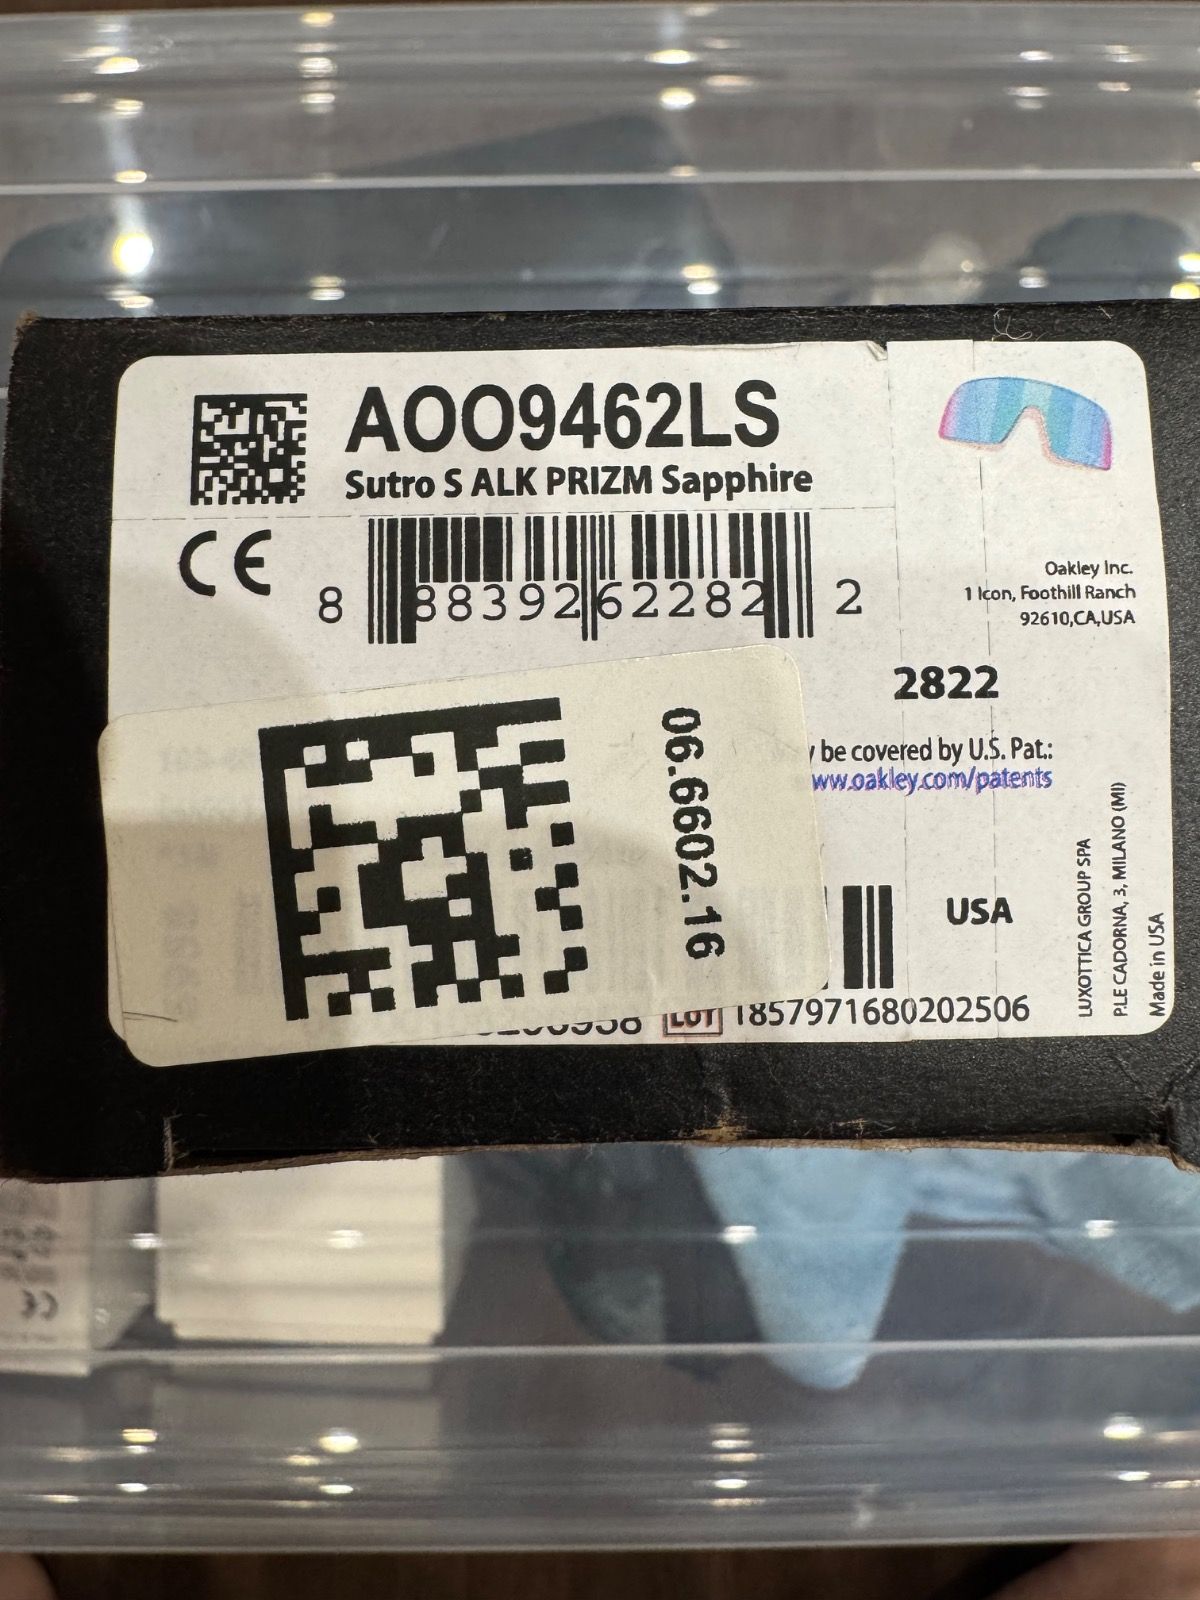 AOO9462LS
Sutro S ALK PRIZM Sapphire
CE
8 88392 62282 2
Oakley Inc.
1 Icon, Foothill Ranch
92610,CA,USA
2822
be covered by U.S. Pat.:
ww.oakley.com/patents
06.6602.16
USA
LOT 1857971680202506
LUXOTTICA GROUP SPA
P.LE CADORNA, 3, MILANO (MI)
Made in USA
CE